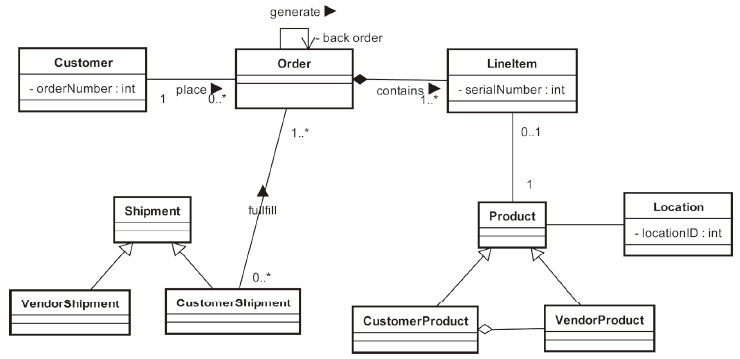 generate
- back order
Customer
- orderNumber : int
Order
LineItem
- serialNumber : int
place
1
0..*
contains
1..*
1..*
0..1
1
fullfill
0..*
Shipment
VendorShipment
CustomerShipment
Product
Location
- locationID : int
CustomerProduct
VendorProduct